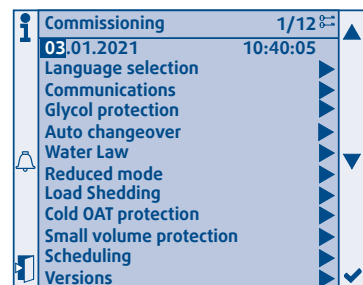 Commissioning 1/12
03.01.2021 10:40:05
Language selection
Communications
Glycol protection
Auto changeover
Water Law
Reduced mode
Load Shedding
Cold OAT protection
Small volume protection
Scheduling
Versions